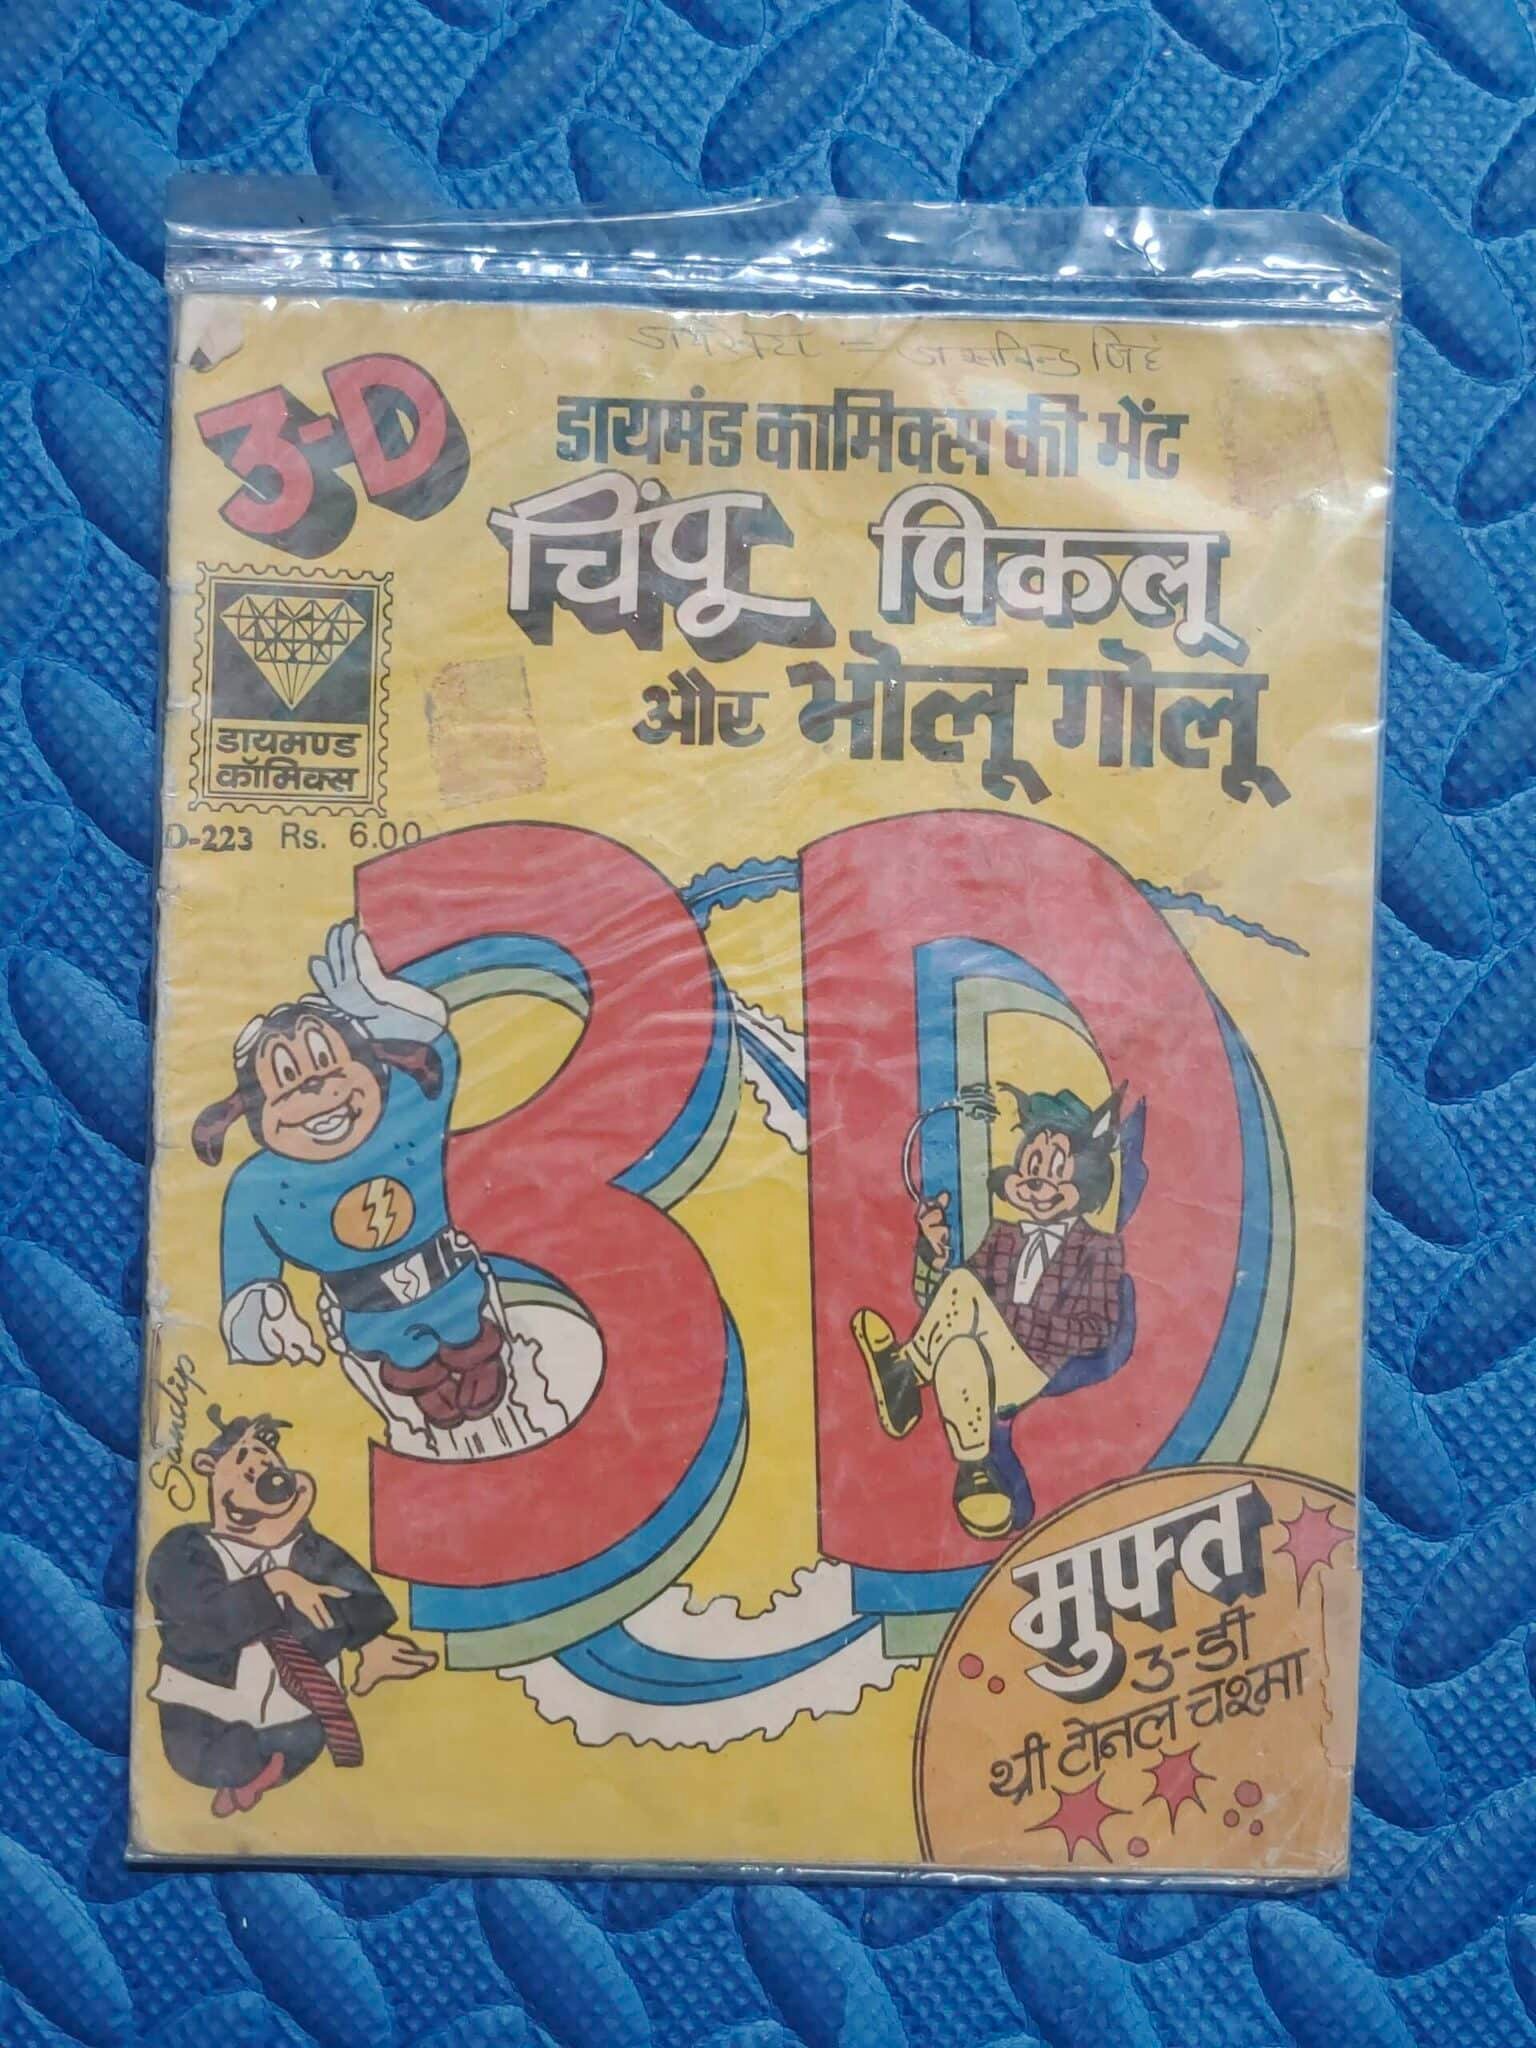 3-D
डायमंड कामिक्स की भेंट
चिंपू पिकलू
और भोलू गोलू
डायमण्ड
कॉमिक्स
D-223 Rs. 6.00
3D
Sandip
मुफ्त
3-डी
थ्री टोनल चश्मा